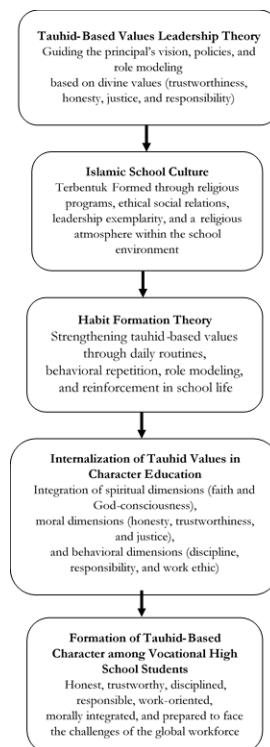 Tauhid-Based Values Leadership Theory
Guiding the principal's vision, policies, and
role modeling
based on divine values (trustworthiness,
honesty, justice, and responsibility)
Islamic School Culture
Terbentuk Formed through religious
programs, ethical social relations,
leadership exemplarity, and a religious
atmosphere within the school
environment
Habit Formation Theory
Strengthening tauhid-based values
through daily routines,
behavioral repetition, role modeling,
and reinforcement in school life
Internalization of Tauhid Values in
Character Education
Integration of spiritual dimensions (faith and
God-consciousness),
moral dimensions (honesty, trustworthiness,
and justice),
and behavioral dimensions (discipline,
responsibility, and work ethic)
Formation of Tauhid-Based
Character among Vocational High
School Students
Honest, trustworthy, disciplined,
responsible, work-oriented,
morally integrated, and prepared to face
the challenges of the global workforce